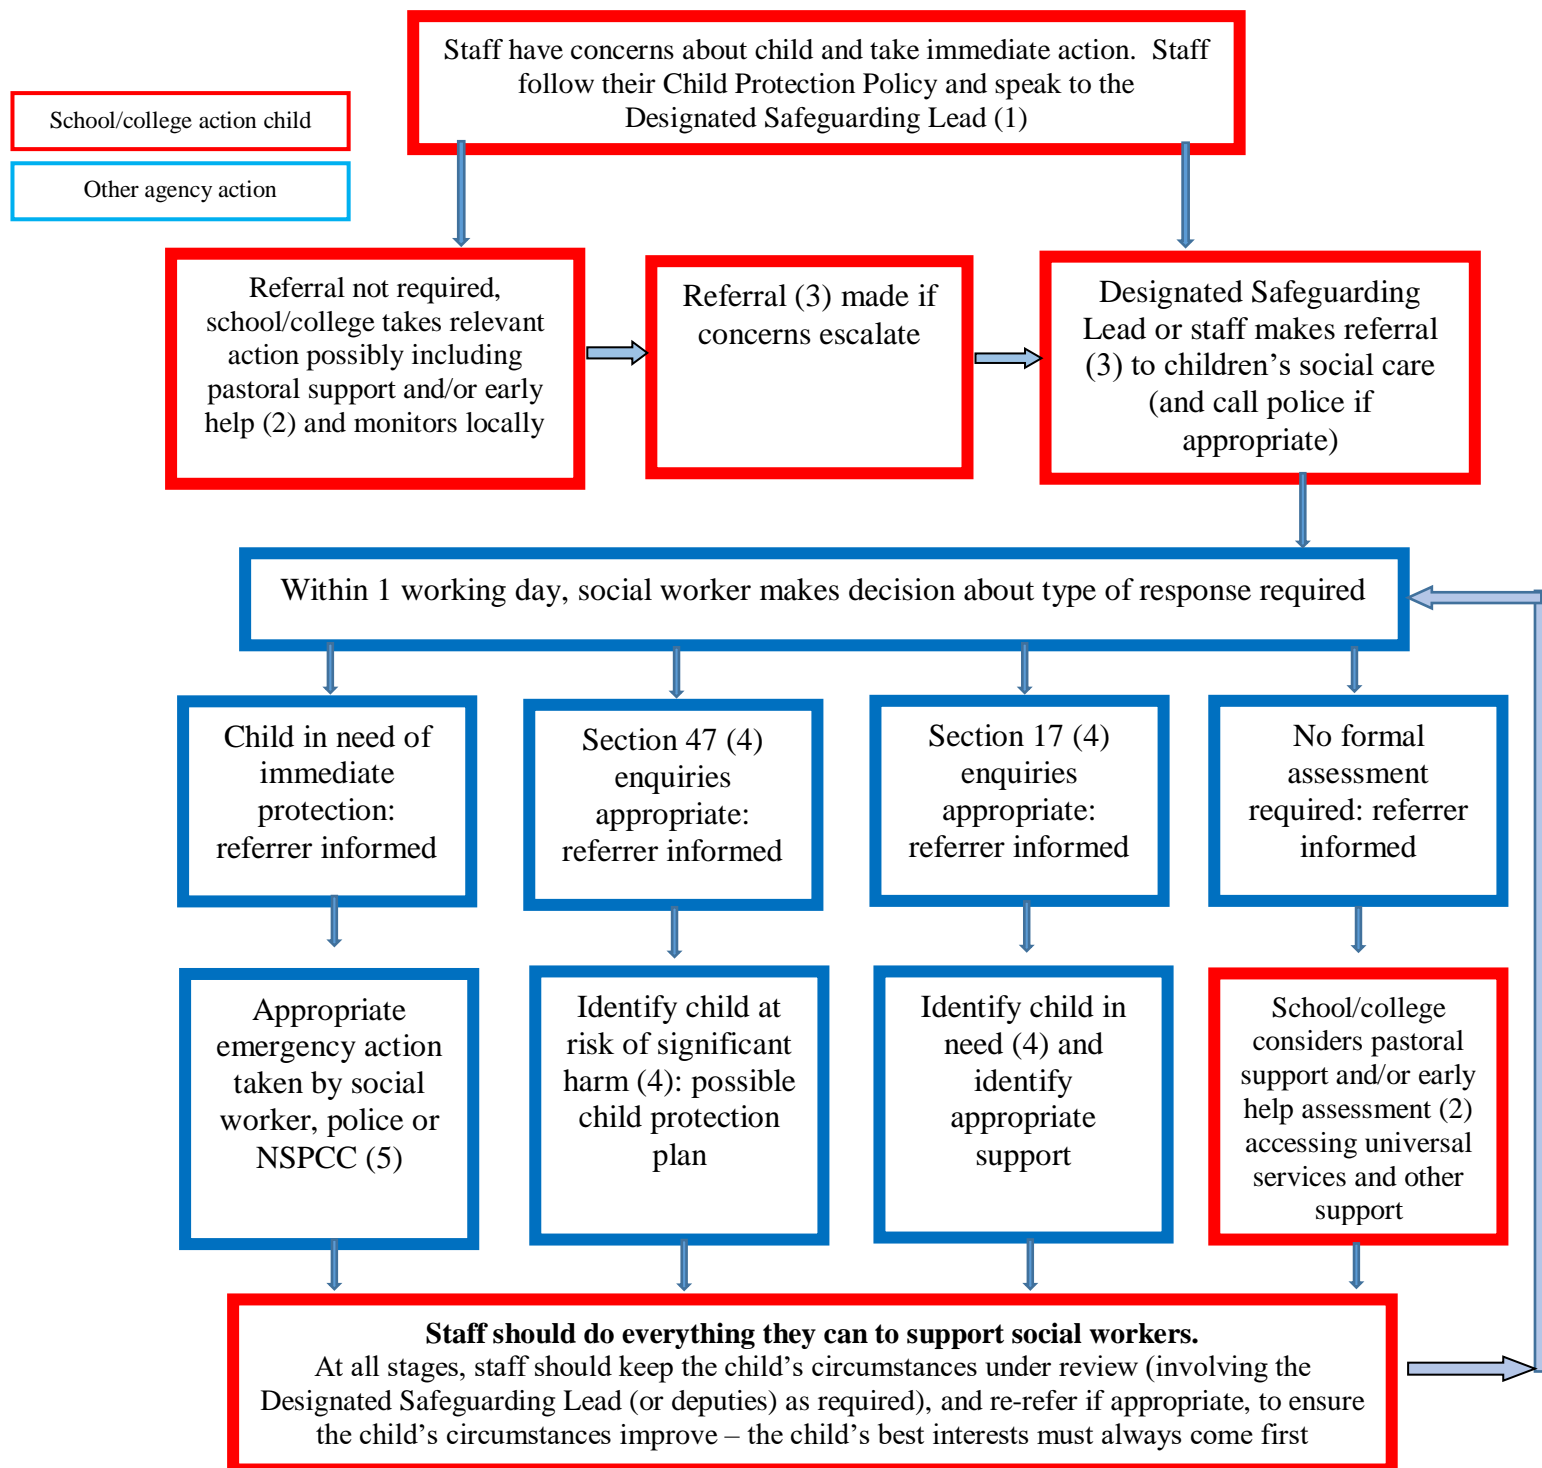 Staff have concerns about child and take immediate action.  Staff
follow their Child Protection Policy and speak to the
Designated Safeguarding Lead (1)
School/college action child
Other agency action
Referral not required,
school/college takes relevant
action possibly including
pastoral support and/or early
help (2) and monitors locally
Referral (3) made if
concerns escalate
Designated Safeguarding
Lead or staff makes referral
(3) to children’s social care
(and call police if
appropriate)
Within 1 working day, social worker makes decision about type of response required
Child in need of
immediate
protection:
referrer informed
Section 47 (4)
enquiries
appropriate:
referrer informed
Section 17 (4)
enquiries
appropriate:
referrer informed
No formal
assessment
required: referrer
informed
Appropriate
emergency action
taken by social
worker, police or
NSPCC (5)
Identify child at
risk of significant
harm (4): possible
child protection
plan
Identify child in
need (4) and
identify
appropriate
support
School/college
considers pastoral
support and/or early
help assessment (2)
accessing universal
services and other
support
Staff should do everything they can to support social workers.
At all stages, staff should keep the child’s circumstances under review (involving the
Designated Safeguarding Lead (or deputies) as required), and re-refer if appropriate, to ensure
the child’s circumstances improve – the child’s best interests must always come first